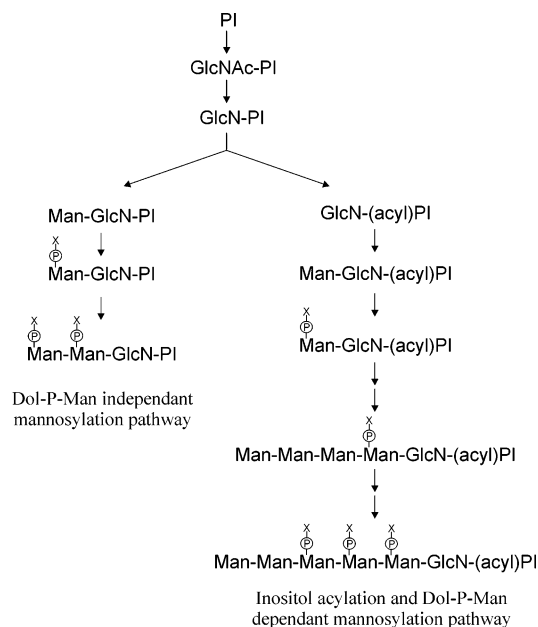 PI
GlcNAc-PI
GlcN-PI
Man-GlcN-PI
X
P
Man-GlcN-PI
X X
P P
Man-Man-GlcN-PI
Dol-P-Man independant
mannosylation pathway
GlcN-(acyl)PI
Man-GlcN-(acyl)PI
X
P
Man-GlcN-(acyl)PI
X
P
Man-Man-Man-Man-GlcN-(acyl)PI
X X X
P P P
Man-Man-Man-Man-Man-GlcN-(acyl)PI
Inositol acylation and Dol-P-Man
dependant mannosylation pathway